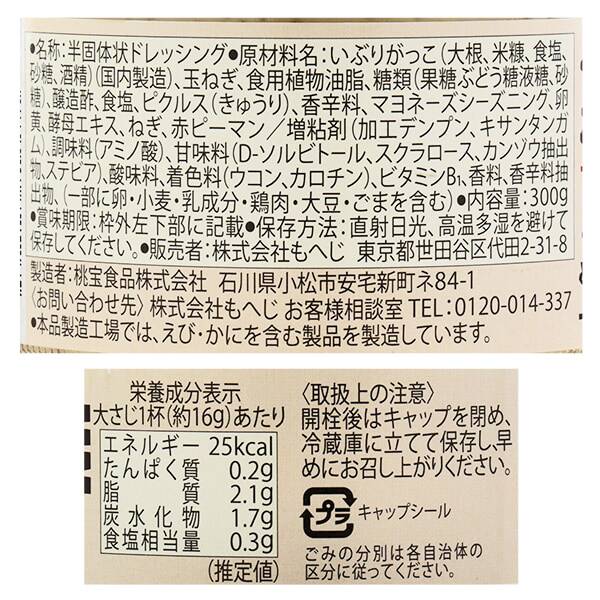 ●名称:半固体状ドレッシング●原材料名:いぶりがっこ(大根、米糠、食塩、
砂糖、酒精)(国内製造)、玉ねぎ、食用植物油脂、糖類(果糖ぶどう糖液糖、砂
糖)、醸造酢、食塩、ピクルス(きゅうり)、香辛料、マヨネーズシーズニング、卵
黄、酵母エキス、ねぎ、赤ピーマン/増粘剤(加工デンプン、キサンタンガ
ム)、調味料(アミノ酸)、甘味料(D-ソルビトール、スクラロース、カンゾウ抽出
物、ステビア)、酸味料、着色料(ウコン、カロチン)、ビタミンB₁、香料、香辛料抽
出物、(一部に卵・小麦・乳成分・鶏肉・大豆・ごまを含む)●内容量:300g
●賞味期限:枠外左下部に記載●保存方法:直射日光、高温多湿を避けて
保存してください。●販売者:株式会社もへじ 東京都世田谷区代田2-31-8
製造者:桃宝食品株式会社 石川県小松市安宅新町ネ84-1
〈お問い合わせ先〉株式会社もへじ お客様相談室 TEL:0120-014-337
●本品製造工場では、えび・かにを含む製品を製造しています。
栄養成分表示
大さじ1杯(約16g)あたり
エネルギー 25kcal
たんぱく質 0.2g
脂質 2.1g
炭水化物 1.7g
食塩相当量 0.3g
(推定値)
〈取扱上の注意〉
開栓後はキャップを閉め、
冷蔵庫に立てて保存し早
めにお召し上がりください。
プラ キャップシール
ごみの分別は各自治体の
区分に従ってください。